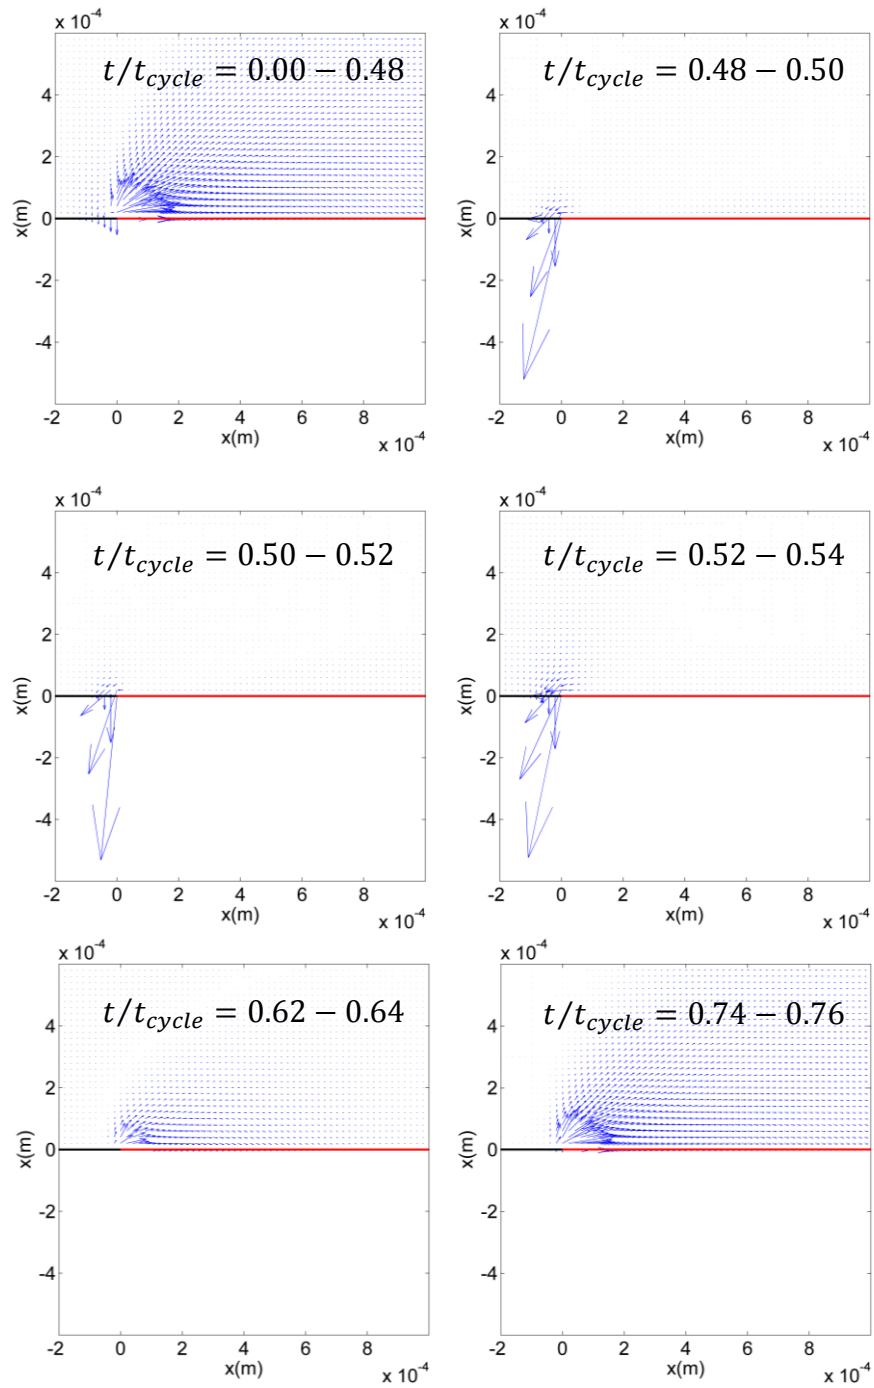 x 10^-4
x 10^-4
t/t_cycle = 0.00 − 0.48
t/t_cycle = 0.48 − 0.50
4
4
2
2
x(m)
x(m)
0
0
-2
-2
-4
-4
-2 0 2 4 6 8
-2 0 2 4 6 8
x(m)
x(m)
x 10^-4
x 10^-4
x 10^-4
x 10^-4
t/t_cycle = 0.50 − 0.52
t/t_cycle = 0.52 − 0.54
4
4
2
2
x(m)
x(m)
0
0
-2
-2
-4
-4
-2 0 2 4 6 8
-2 0 2 4 6 8
x(m)
x(m)
x 10^-4
x 10^-4
x 10^-4
x 10^-4
t/t_cycle = 0.62 − 0.64
t/t_cycle = 0.74 − 0.76
4
4
2
2
x(m)
x(m)
0
0
-2
-2
-4
-4
-2 0 2 4 6 8
-2 0 2 4 6 8
x(m)
x(m)
x 10^-4
x 10^-4